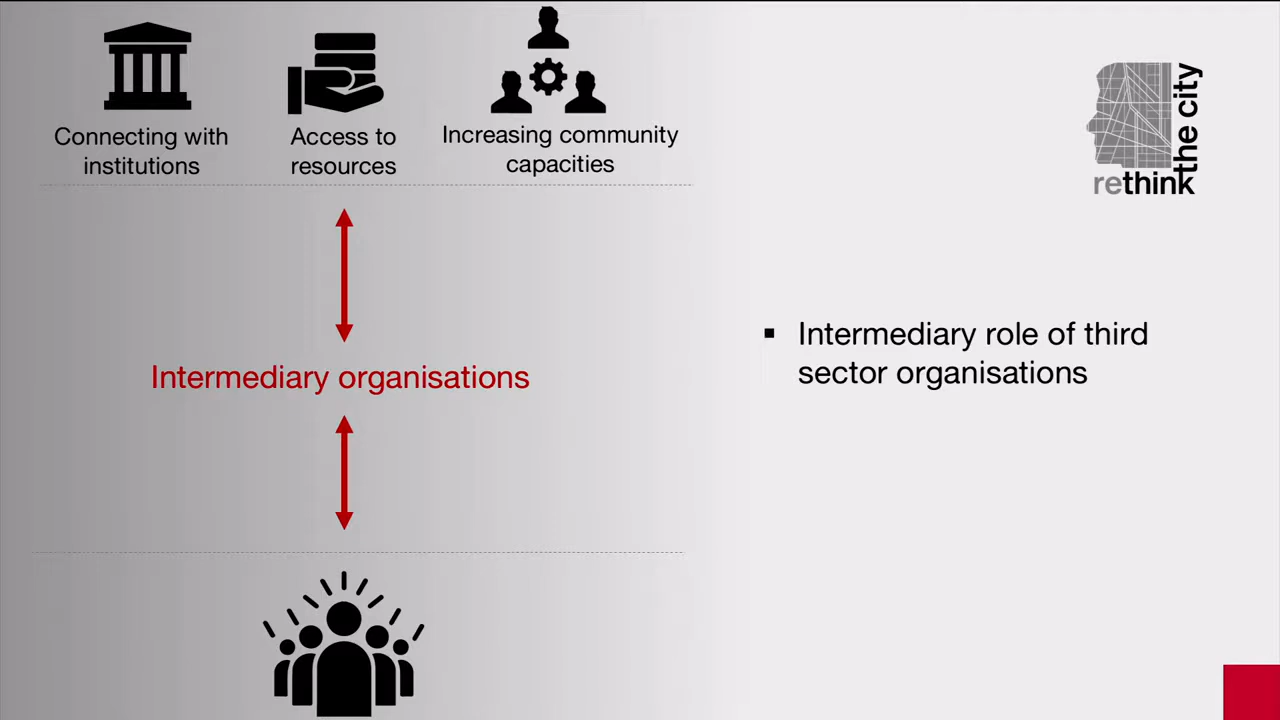 Connecting with
institutions
Access to
resources
Increasing community
capacities
rethink
the city
Intermediary organisations
▪ Intermediary role of third
sector organisations